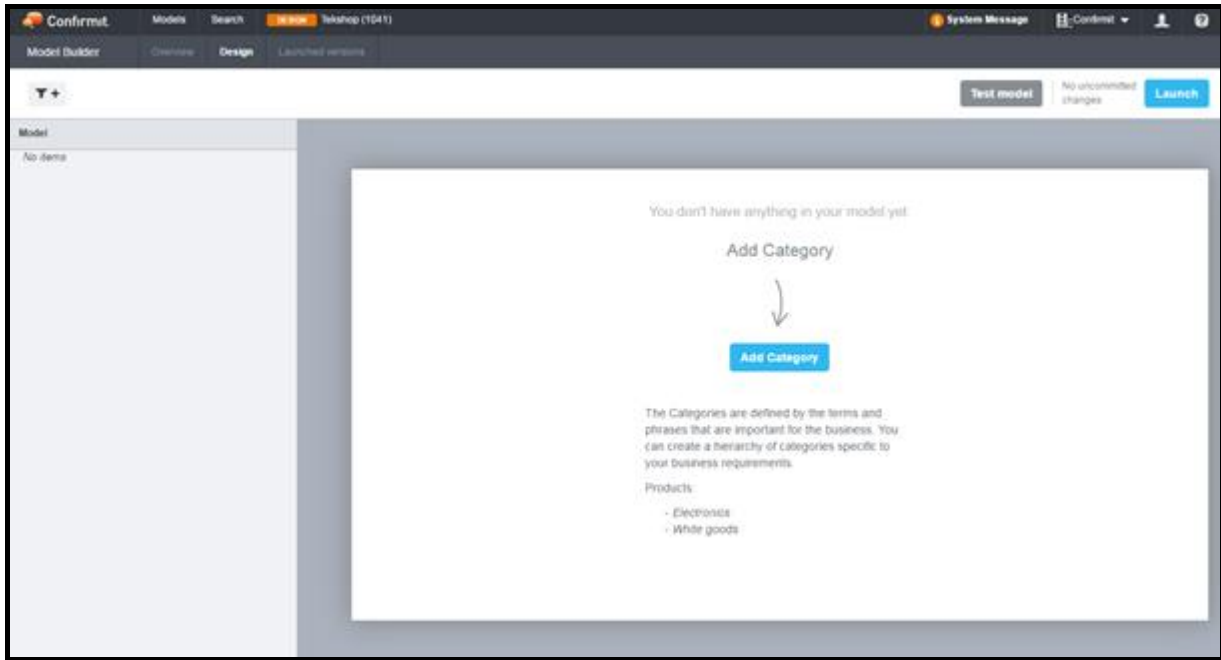 Confirmit Models Search DESIGN Tekshop (1041) System Message Confirmit
Model Builder Overview Design Launched versions
Test model No uncommitted changes Launch
Model
No items
You don't have anything in your model yet
Add Category
Add Category
The Categories are defined by the terms and
phrases that are important for the business. You
can create a hierarchy of categories specific to
your business requirements.
Products:
- Electronics
- White goods